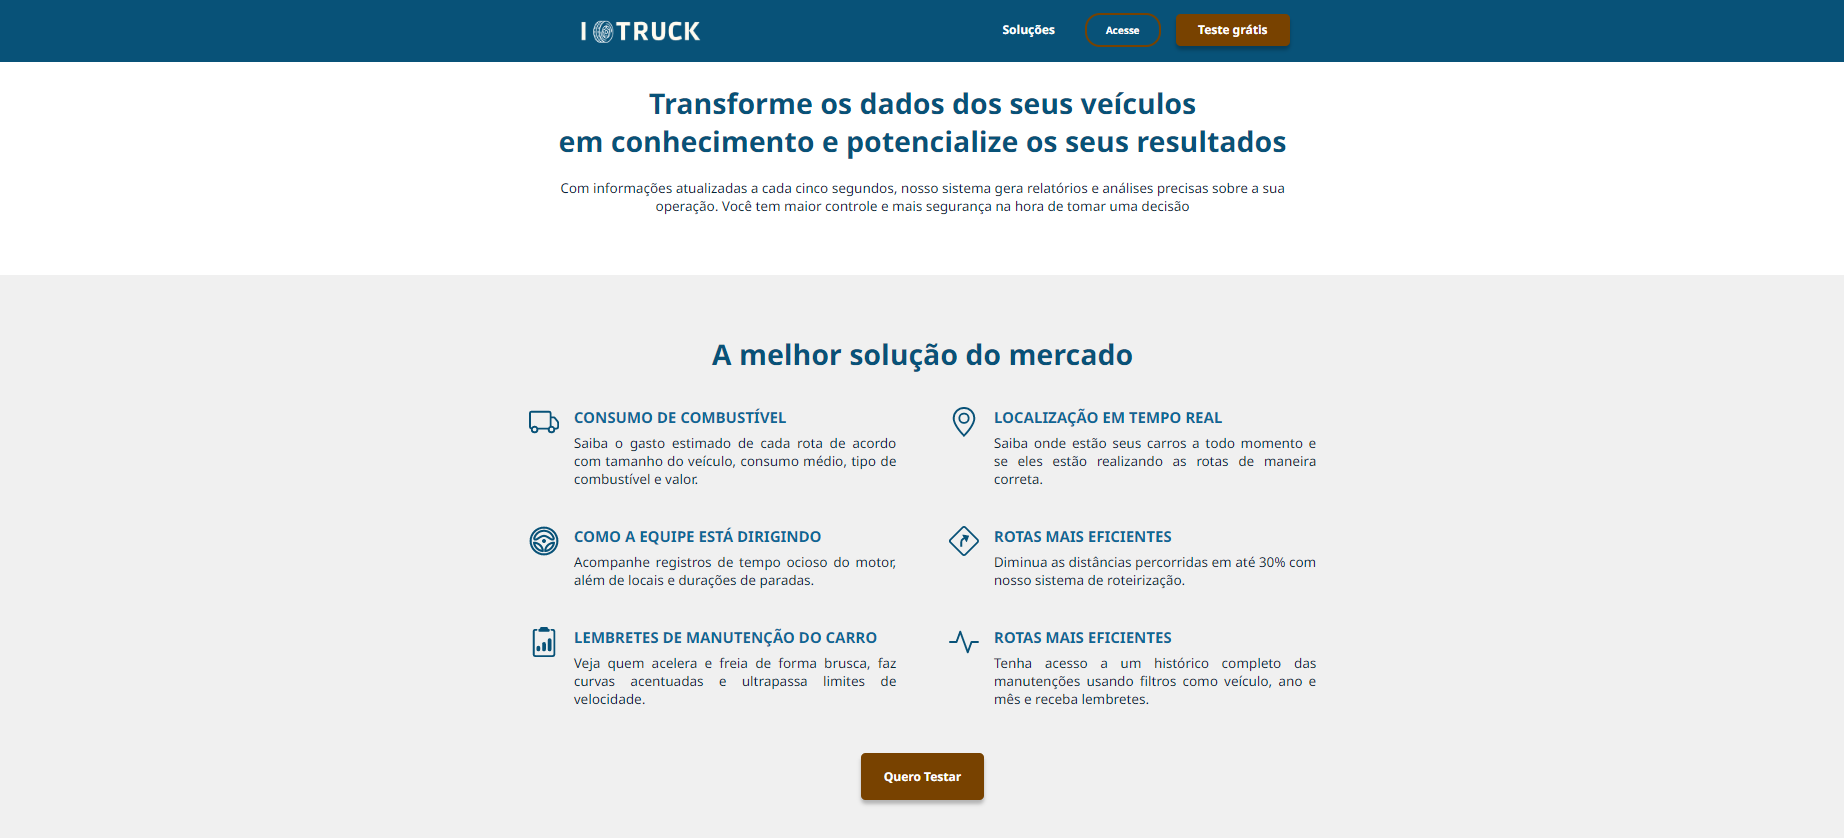 I TRUCK
Soluções
Acesse
Teste grátis
Transforme os dados dos seus veículos
em conhecimento e potencialize os seus resultados
Com informações atualizadas a cada cinco segundos, nosso sistema gera relatórios e análises precisas sobre a sua
operação. Você tem maior controle e mais segurança na hora de tomar uma decisão
A melhor solução do mercado
CONSUMO DE COMBUSTÍVEL
Saiba o gasto estimado de cada rota de acordo
com tamanho do veículo, consumo médio, tipo de
combustível e valor.
LOCALIZAÇÃO EM TEMPO REAL
Saiba onde estão seus carros a todo momento e
se eles estão realizando as rotas de maneira
correta.
COMO A EQUIPE ESTÁ DIRIGINDO
Acompanhe registros de tempo ocioso do motor,
além de locais e durações de paradas.
ROTAS MAIS EFICIENTES
Diminua as distâncias percorridas em até 30% com
nosso sistema de roteirização.
LEMBRETES DE MANUTENÇÃO DO CARRO
Veja quem acelera e freia de forma brusca, faz
curvas acentuadas e ultrapassa limites de
velocidade.
ROTAS MAIS EFICIENTES
Tenha acesso a um histórico completo das
manutenções usando filtros como veículo, ano e
mês e receba lembretes.
Quero Testar